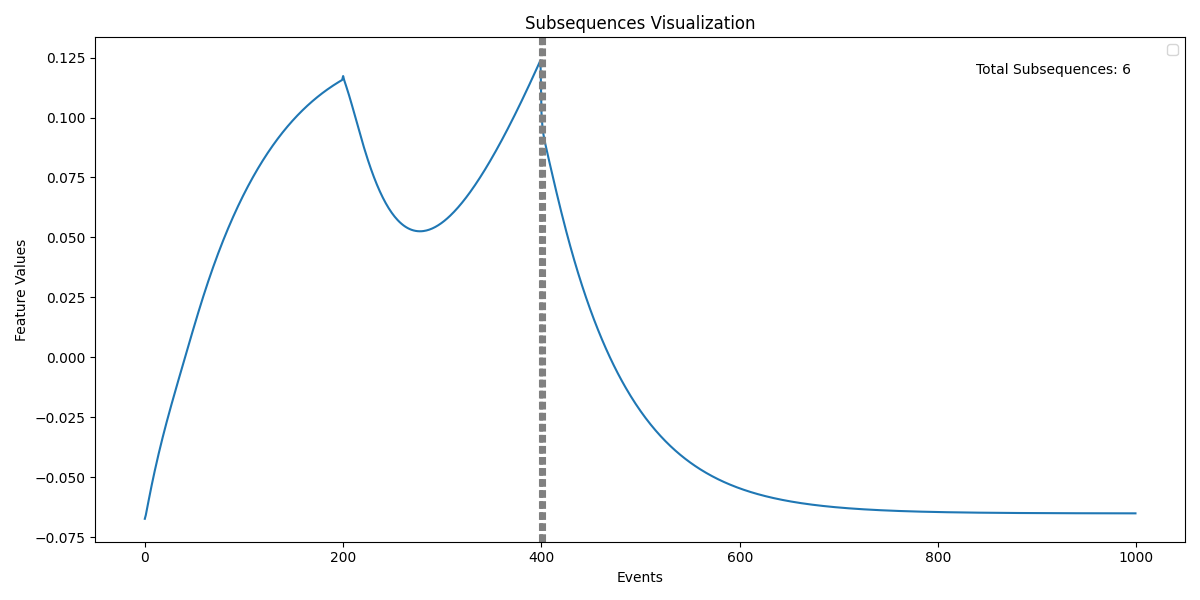 Subsequences Visualization
Total Subsequences: 6
Feature Values
0.125
0.100
0.075
0.050
0.025
0.000
−0.025
−0.050
−0.075
0 200 400 600 800 1000
Events